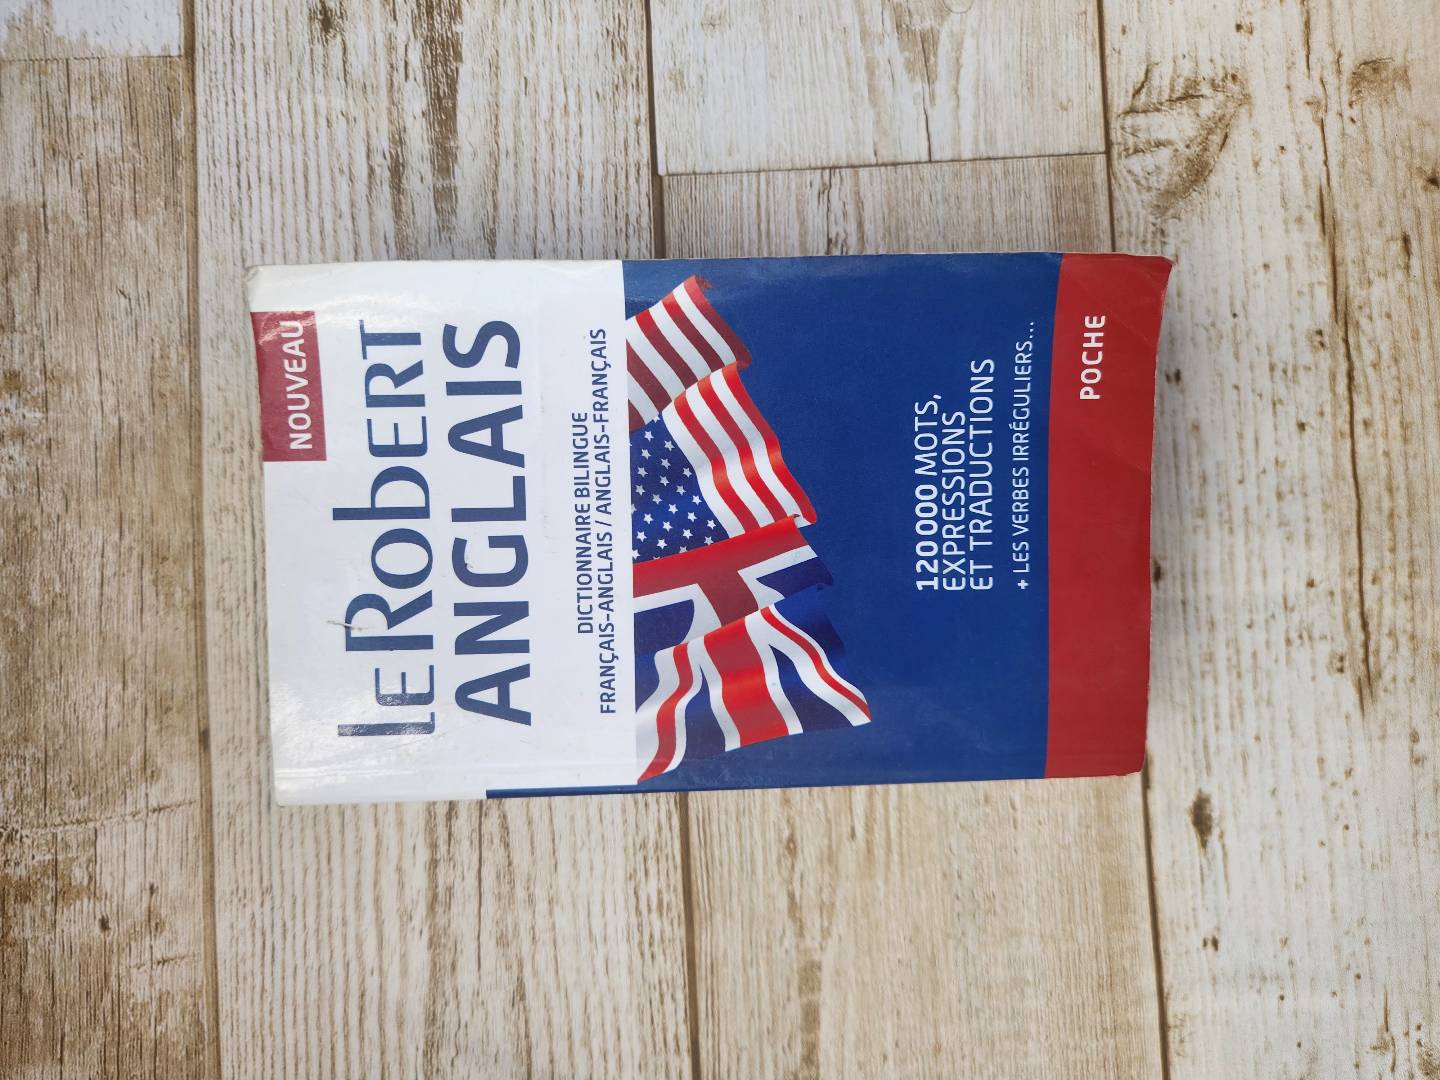 NOUVEAU
LE ROBERT
ANGLAIS
DICTIONNAIRE BILINGUE
FRANÇAIS-ANGLAIS / ANGLAIS-FRANÇAIS
120 000 MOTS,
EXPRESSIONS
ET TRADUCTIONS
+ LES VERBES IRRÉGULIERS...
POCHE